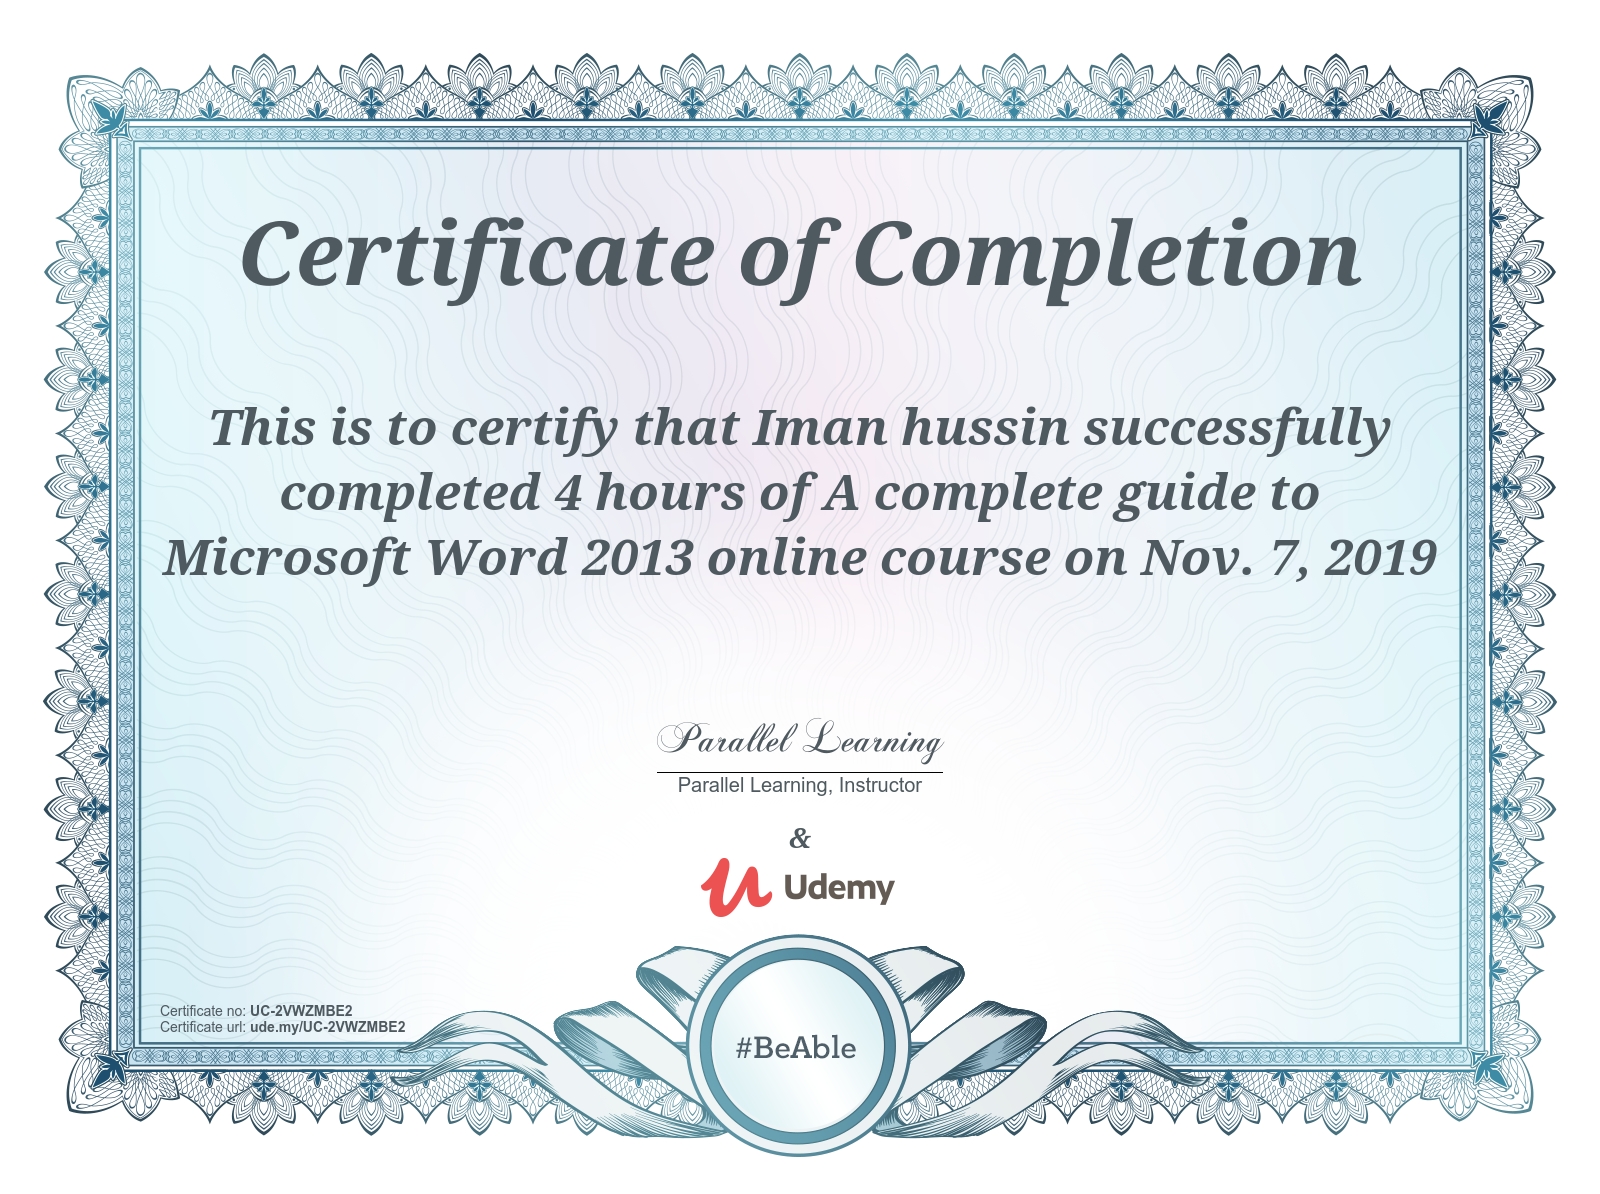 Certificate of Completion
This is to certify that Iman hussin successfully
completed 4 hours of A complete guide to
Microsoft Word 2013 online course on Nov. 7, 2019
Parallel Learning
Parallel Learning, Instructor
&
Udemy
Certificate no: UC-2VWZMBE2
Certificate url: ude.my/UC-2VWZMBE2
#BeAble